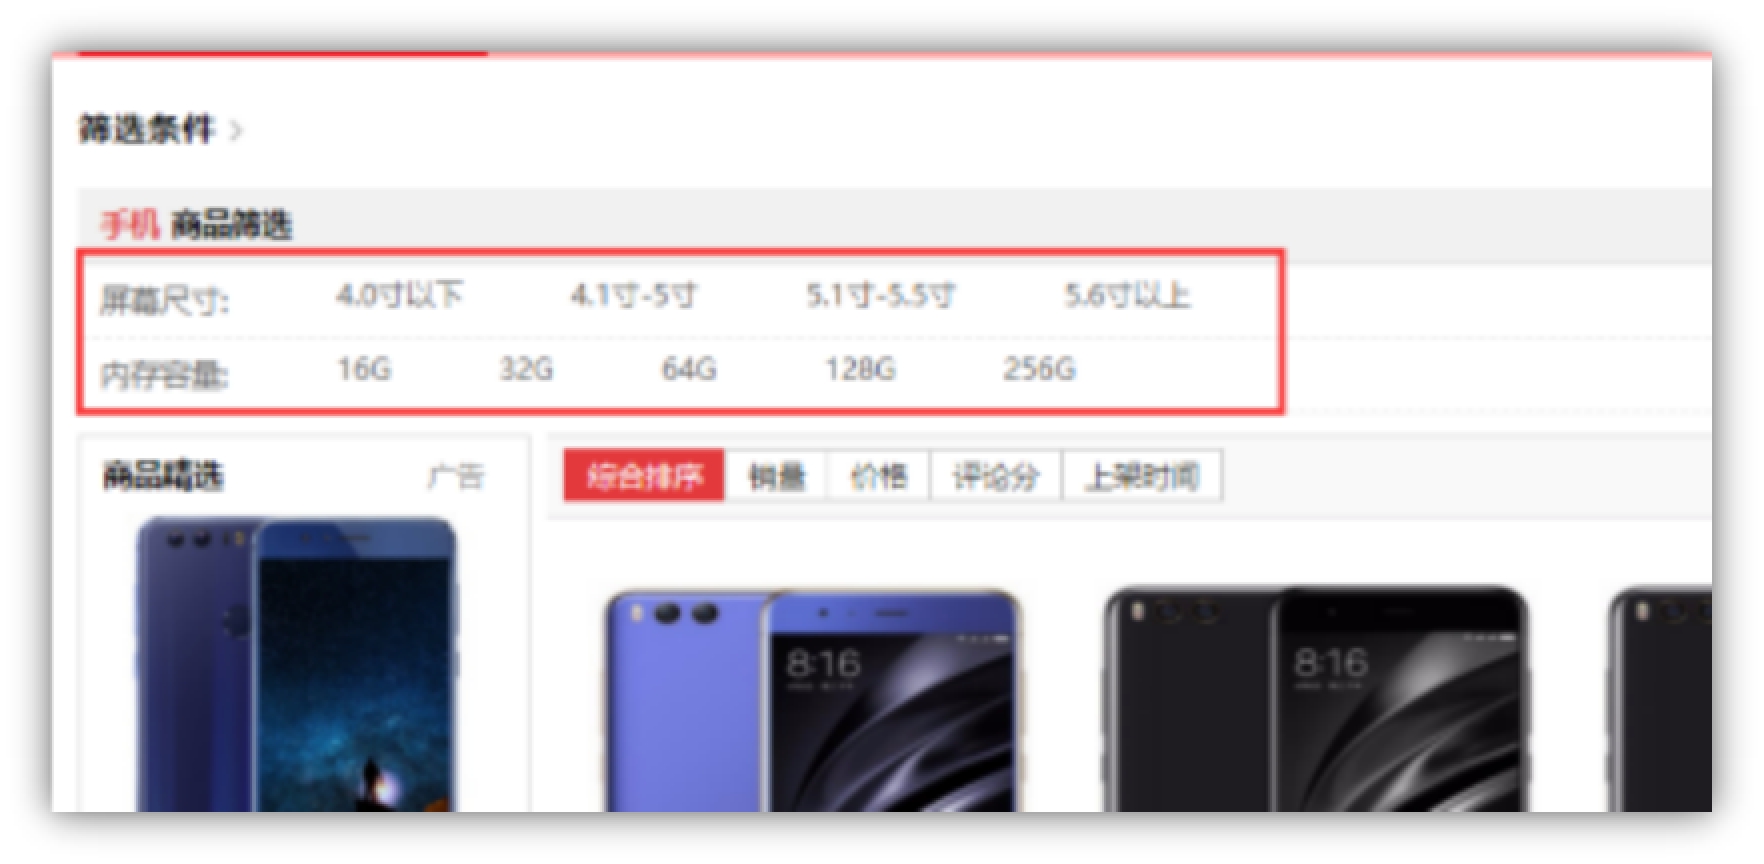 筛选条件 >
手机 商品筛选
屏幕尺寸: 4.0寸以下 4.1寸-5寸 5.1寸-5.5寸 5.6寸以上
内存容量: 16G 32G 64G 128G 256G
商品精选 广告
综合排序 销量 价格 评论分 上架时间
8:16
8:16